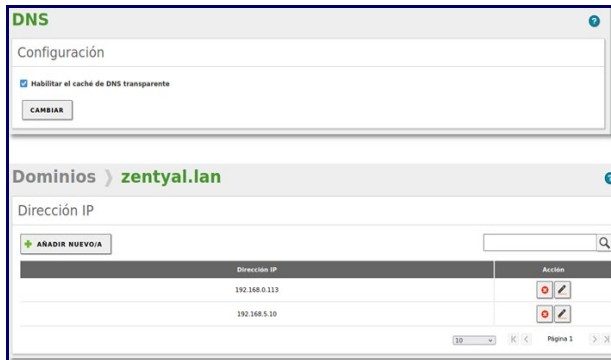 DNS
?
Configuración
Habilitar el caché de DNS transparente
CAMBIAR
Dominios ⟩ zentyal.lan
?
Dirección IP
+ AÑADIR NUEVO/A
Dirección IP Acción
192.168.0.113
192.168.5.10
10 Página 1